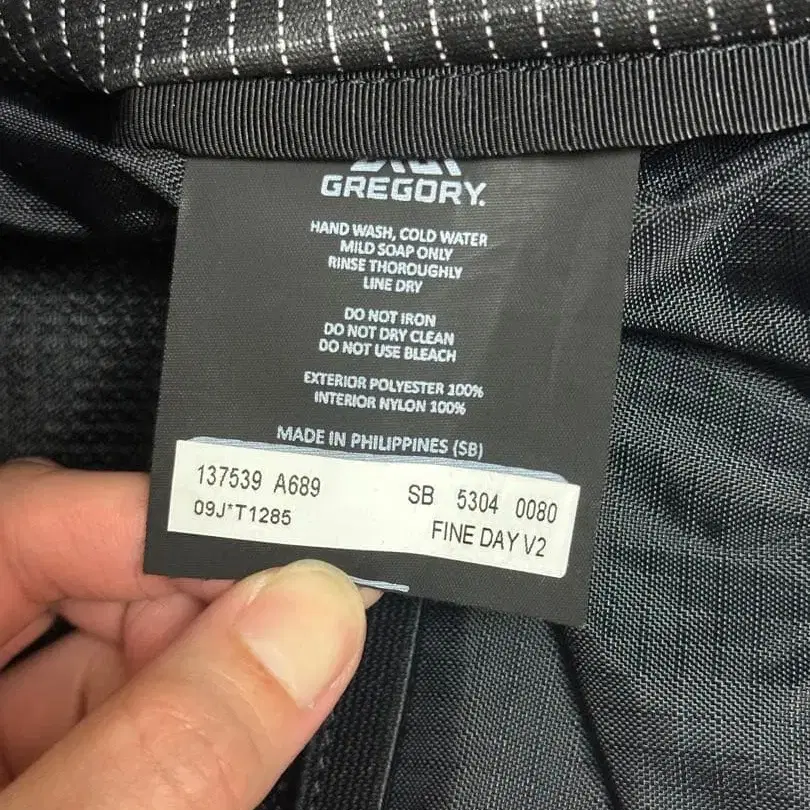 GREGORY.
HAND WASH, COLD WATER
MILD SOAP ONLY
RINSE THOROUGHLY
LINE DRY
DO NOT IRON
DO NOT DRY CLEAN
DO NOT USE BLEACH
EXTERIOR POLYESTER 100%
INTERIOR NYLON 100%
MADE IN PHILIPPINES (SB)
137539 A689 SB 5304 0080
09J*T1285 FINE DAY V2